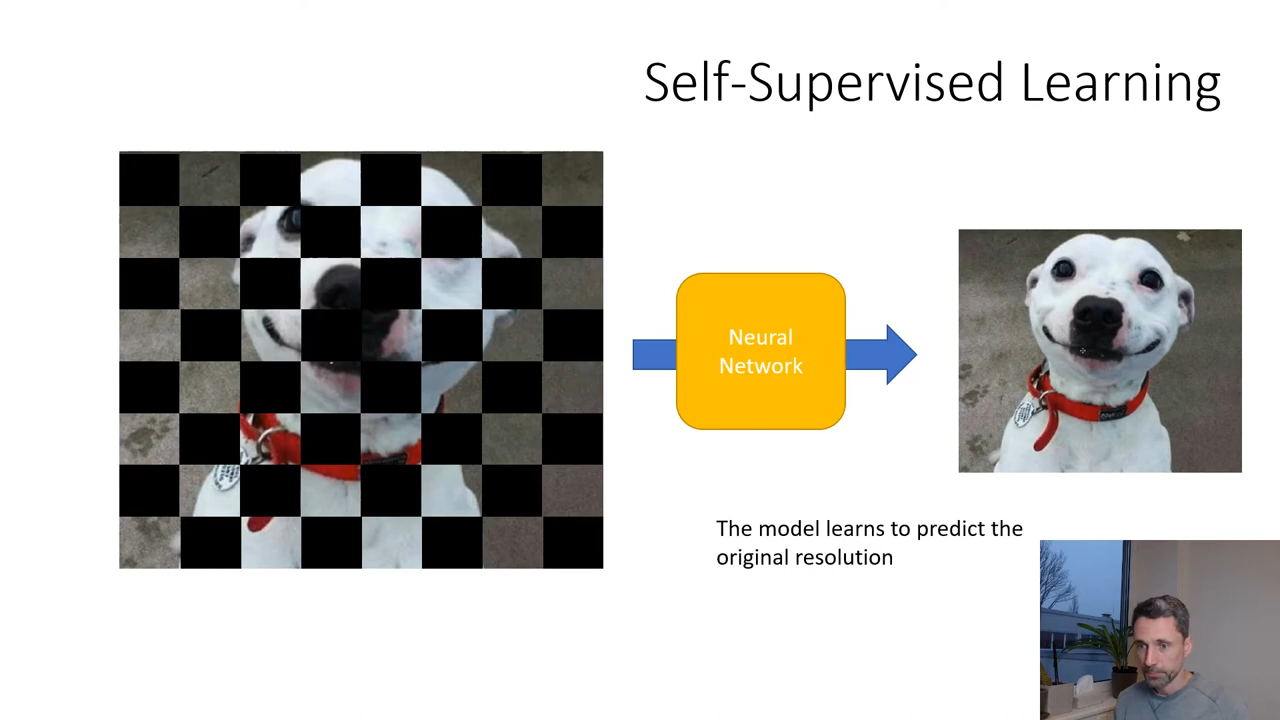 Self-Supervised Learning
Neural
Network
The model learns to predict the
original resolution